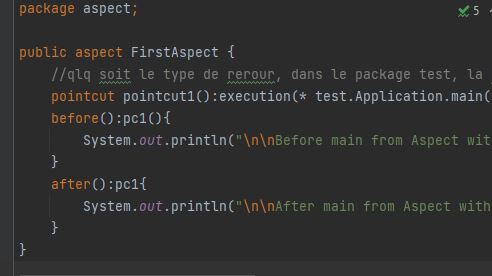 package aspect;
5
public aspect FirstAspect {
//qlq soit le type de rerour, dans le package test, la
pointcut pointcut1():execution(* test.Application.main(
before():pc1(){
System.out.println("\n\nBefore main from Aspect wit
}
after():pc1{
System.out.println("\n\nAfter main from Aspect with
}
}